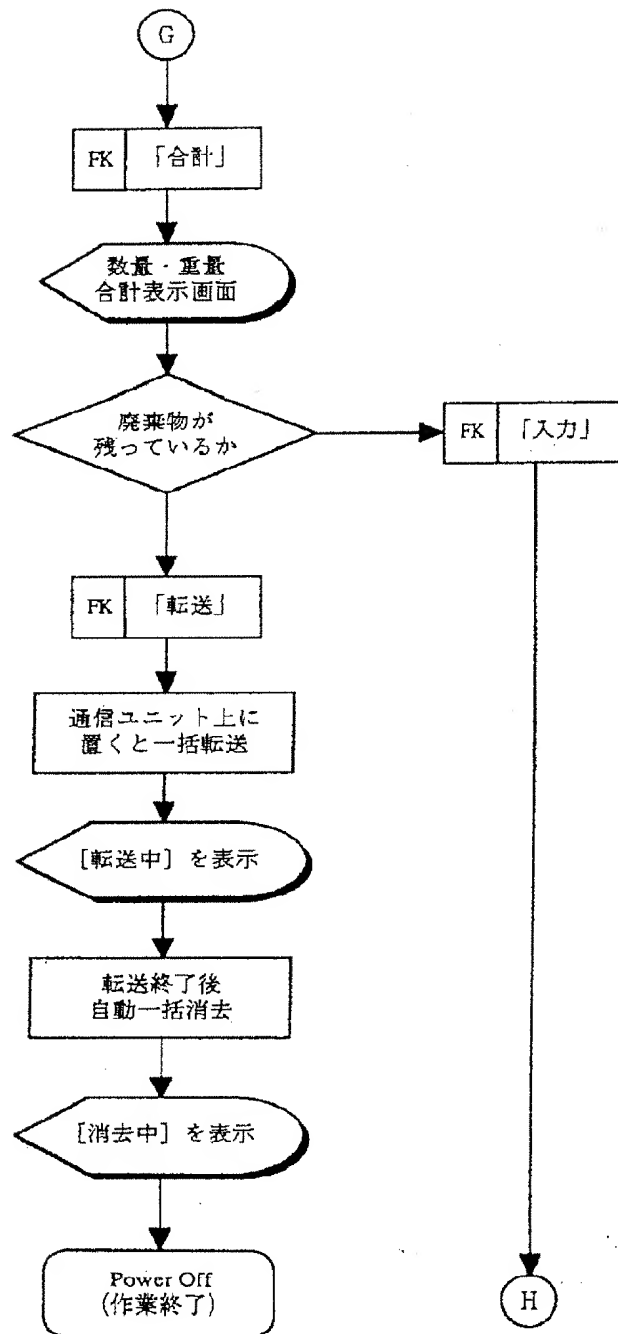 G
FK 「合計」
数量・重量
合計表示画面
廃棄物が
残っているか
FK 「入力」
FK 「転送」
通信ユニット上に
置くと一括転送
[転送中] を表示
転送終了後
自動一括消去
[消去中] を表示
Power Off
(作業終了)
H